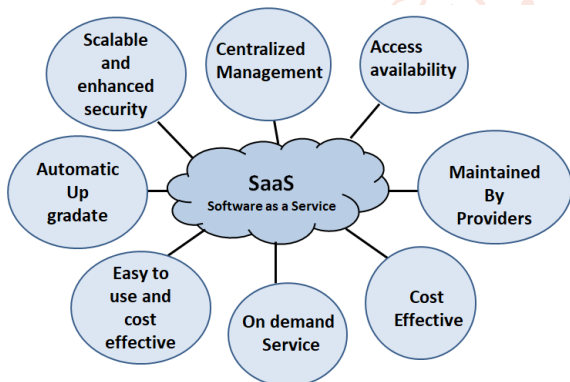 Scalable
and
enhanced
security
Centralized
Management
Access
availability
Automatic
Up
gradate
SaaS
Software as a Service
Maintained
By
Providers
Easy to
use and
cost
effective
On demand
Service
Cost
Effective